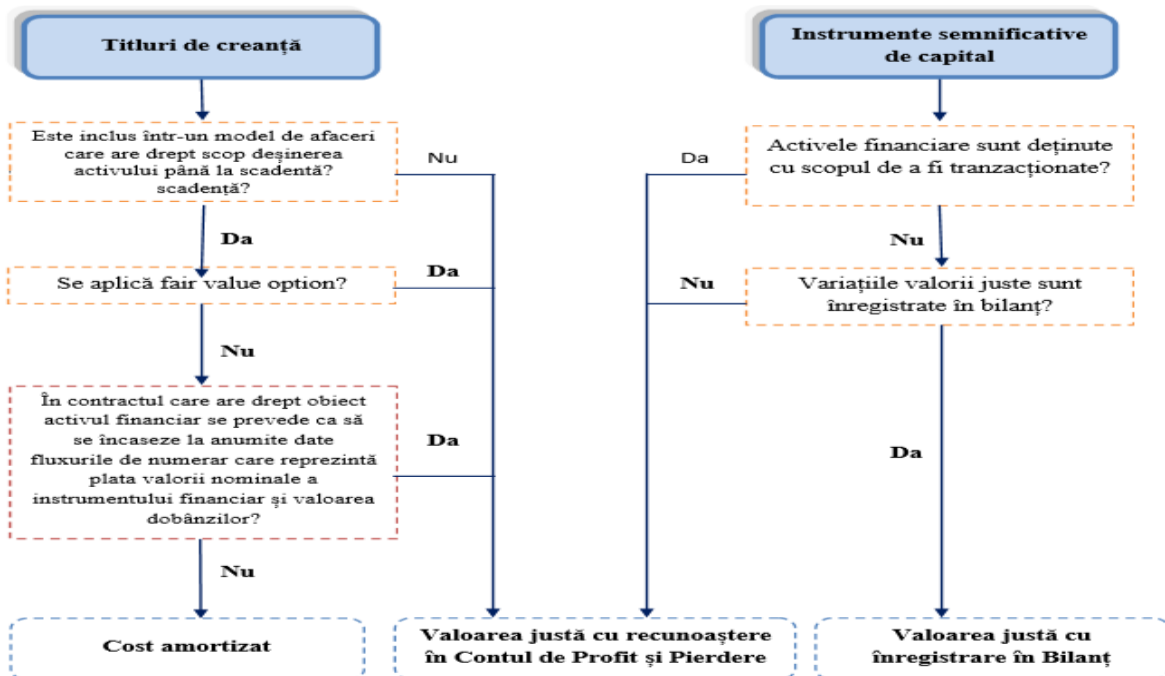 Titluri de creanță
Instrumente semnificative
de capital
Este inclus într-un model de afaceri
care are drept scop deșinerea
activului până la scadentă?
scadență?
Nu
Da
Activele financiare sunt deținute
cu scopul de a fi tranzacționate?
Da
Nu
Se aplică fair value option?
Da
Nu
Variațiile valorii juste sunt
înregistrate în bilanț?
Nu
În contractul care are drept obiect
activul financiar se prevede ca să
se încaseze la anumite date
fluxurile de numerar care reprezintă
plata valorii nominale a
instrumentului financiar și valoarea
dobânzilor?
Da
Da
Nu
Cost amortizat
Valoarea justă cu recunoaștere
în Contul de Profit și Pierdere
Valoarea justă cu
înregistrare în Bilanț